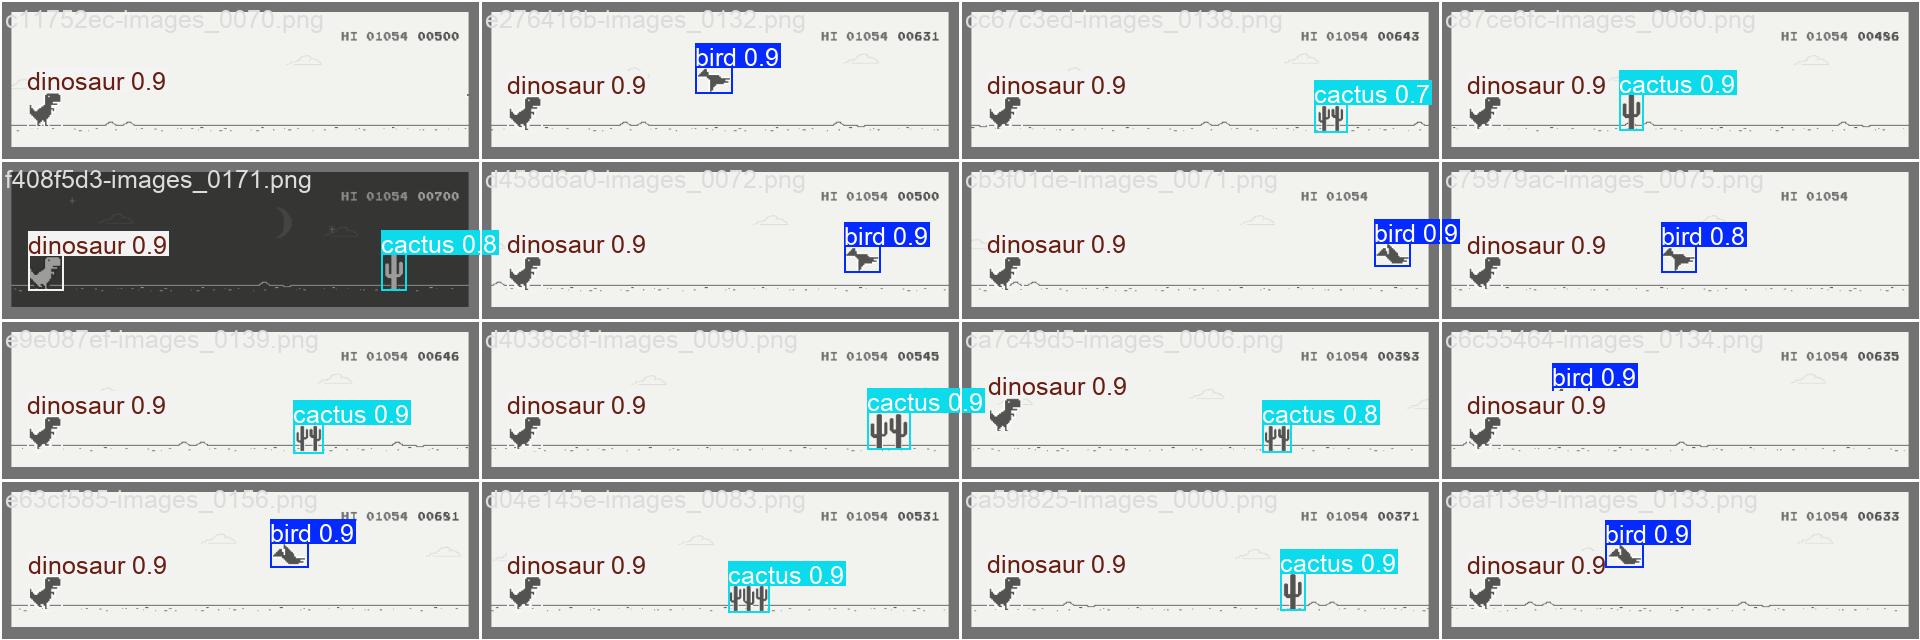 c11752ec-images_0070.png
HI 01054 00500
dinosaur 0.9
e276416b-images_0132.png
HI 01054 00631
bird 0.9
dinosaur 0.9
cc67c3ed-images_0138.png
HI 01054 00643
dinosaur 0.9
cactus 0.7
c87ce6fc-images_0060.png
HI 01054 00486
dinosaur 0.9
cactus 0.9
f408f5d3-images_0171.png
HI 01054 00700
dinosaur 0.9
cactus 0.8
d458d6a0-images_0072.png
HI 01054 00500
dinosaur 0.9
bird 0.9
cb3f01de-images_0071.png
HI 01054
dinosaur 0.9
bird 0.9
c75979ac-images_0075.png
HI 01054
dinosaur 0.9
bird 0.8
e9e087ef-images_0139.png
HI 01054 00646
dinosaur 0.9
cactus 0.9
d4038c8f-images_0090.png
HI 01054 00545
dinosaur 0.9
cactus 0.9
ca7c49d5-images_0006.png
HI 01054 00383
dinosaur 0.9
cactus 0.8
c6c55464-images_0134.png
HI 01054 00635
bird 0.9
dinosaur 0.9
e63cf585-images_0156.png
HI 01054 00681
bird 0.9
dinosaur 0.9
d04e145e-images_0083.png
HI 01054 00531
dinosaur 0.9
cactus 0.9
ca59f825-images_0000.png
HI 01054 00371
dinosaur 0.9
cactus 0.9
c6af13e9-images_0133.png
HI 01054 00633
bird 0.9
dinosaur 0.9